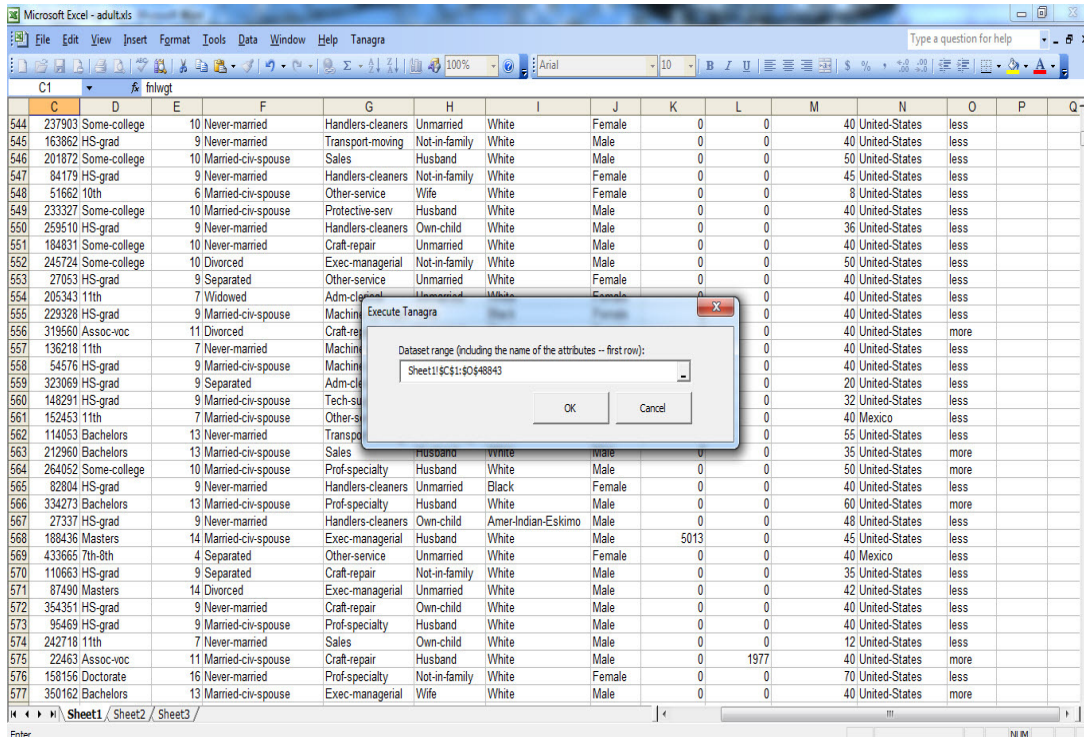 Microsoft Excel - adult.xls
File Edit View Insert Format Tools Data Window Help Tanagra Type a question for help
100% Arial 10 B I U $ % ,
C1 fx fnlwgt
C D E F G H I J K L M N O P Q
544 237903 Some-college 10 Never-married Handlers-cleaners Unmarried White Female 0 0 40 United-States less
545 163862 HS-grad 9 Never-married Transport-moving Not-in-family White Male 0 0 40 United-States less
546 201872 Some-college 10 Married-civ-spouse Sales Husband White Male 0 0 50 United-States less
547 84179 HS-grad 9 Never-married Handlers-cleaners Not-in-family White Female 0 0 45 United-States less
548 51662 10th 6 Married-civ-spouse Other-service Wife White Female 0 0 8 United-States less
549 233327 Some-college 10 Married-civ-spouse Protective-serv Husband White Male 0 0 40 United-States less
550 259510 HS-grad 9 Never-married Handlers-cleaners Own-child White Male 0 0 36 United-States less
551 184831 Some-college 10 Never-married Craft-repair Unmarried White Male 0 0 40 United-States less
552 245724 Some-college 10 Divorced Exec-managerial Not-in-family White Male 0 0 50 United-States less
553 27053 HS-grad 9 Separated Other-service Unmarried White Female 0 0 40 United-States less
554 205343 11th 7 Widowed Adm-clerical Unmarried White Female 0 0 40 United-States less
555 229328 HS-grad 9 Married-civ-spouse Machine Black Female 0 40 United-States less
556 319560 Assoc-voc 11 Divorced Craft-re 0 40 United-States more
557 136218 11th 7 Never-married Machine 0 40 United-States less
558 54576 HS-grad 9 Married-civ-spouse Machine 0 40 United-States less
559 323069 HS-grad 9 Separated Adm-cle 0 20 United-States less
560 148291 HS-grad 9 Married-civ-spouse Tech-su 0 32 United-States less
561 152453 11th 7 Married-civ-spouse Other-s 0 40 Mexico less
562 114053 Bachelors 13 Never-married Transpo 0 55 United-States less
563 212960 Bachelors 13 Married-civ-spouse Sales Husband White Male 0 0 35 United-States more
564 264052 Some-college 10 Married-civ-spouse Prof-specialty Husband White Male 0 0 50 United-States more
565 82804 HS-grad 9 Never-married Handlers-cleaners Unmarried Black Female 0 0 40 United-States less
566 334273 Bachelors 13 Married-civ-spouse Prof-specialty Husband White Male 0 0 60 United-States more
567 27337 HS-grad 9 Never-married Handlers-cleaners Own-child Amer-Indian-Eskimo Male 0 0 48 United-States less
568 188436 Masters 14 Married-civ-spouse Exec-managerial Husband White Male 5013 0 45 United-States less
569 433665 7th-8th 4 Separated Other-service Unmarried White Female 0 0 40 Mexico less
570 110663 HS-grad 9 Separated Craft-repair Not-in-family White Male 0 0 35 United-States less
571 87490 Masters 14 Divorced Exec-managerial Unmarried White Male 0 0 42 United-States less
572 354351 HS-grad 9 Never-married Craft-repair Own-child White Male 0 0 40 United-States less
573 95469 HS-grad 9 Married-civ-spouse Prof-specialty Husband White Male 0 0 40 United-States less
574 242718 11th 7 Never-married Sales Own-child White Male 0 0 12 United-States less
575 22463 Assoc-voc 11 Married-civ-spouse Craft-repair Husband White Male 0 1977 40 United-States more
576 158156 Doctorate 16 Never-married Prof-specialty Not-in-family White Female 0 0 70 United-States less
577 350162 Bachelors 13 Married-civ-spouse Exec-managerial Wife White Male 0 0 40 United-States more
Execute Tanagra
Dataset range (including the name of the attributes -- first row):
Sheet1!$C$1:$O$48843
OK Cancel
Sheet1 Sheet2 Sheet3
Enter NUM